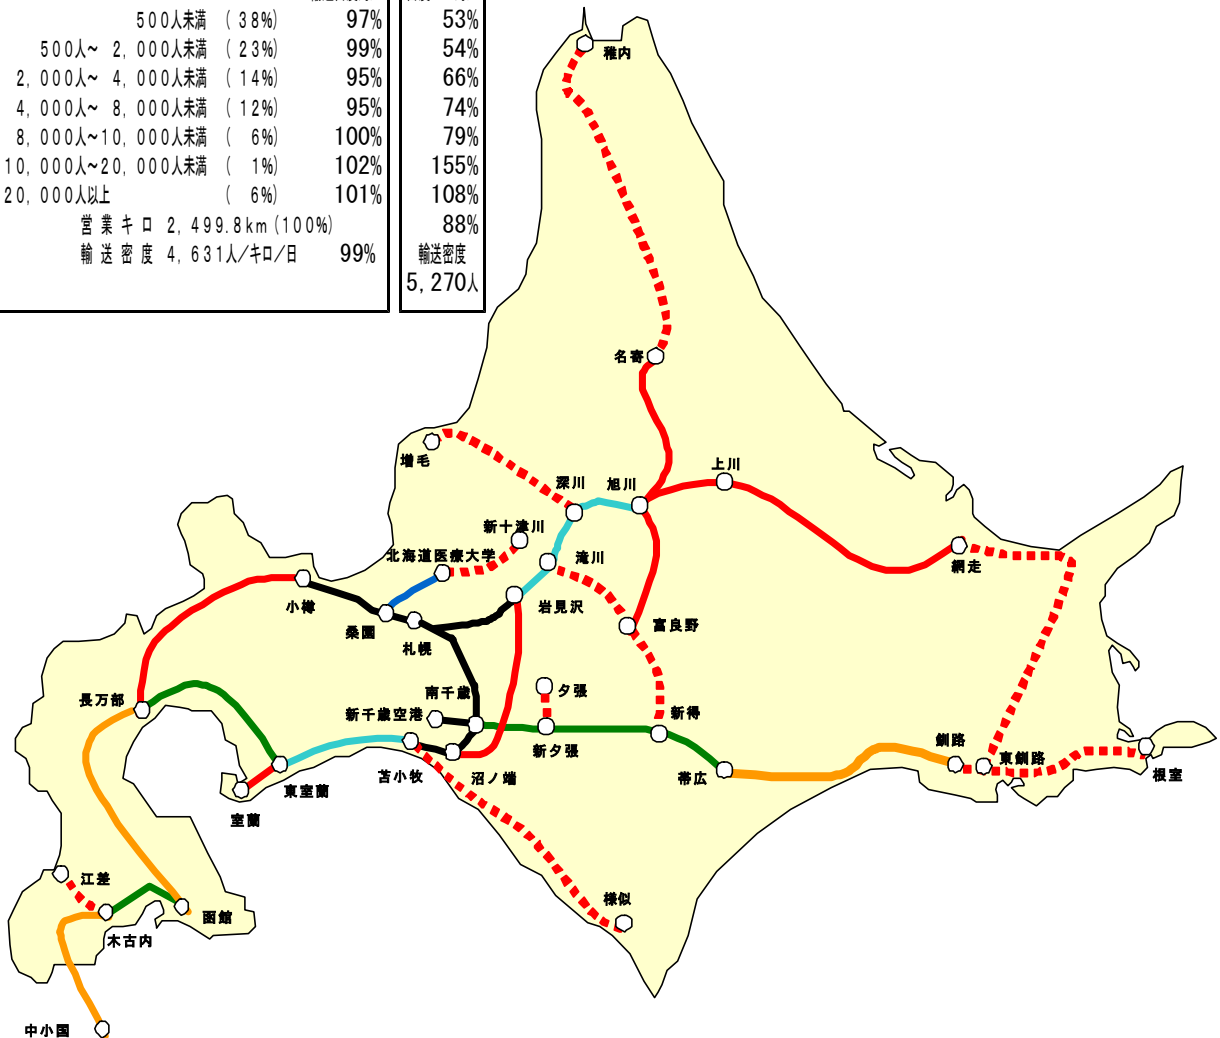 500人未満 (38%) 97% 53%
500人~ 2,000人未満 (23%) 99% 54%
2,000人~ 4,000人未満 (14%) 95% 66%
4,000人~ 8,000人未満 (12%) 95% 74%
8,000人~10,000人未満 ( 6%) 100% 79%
10,000人~20,000人未満 ( 1%) 102% 155%
20,000人以上 ( 6%) 101% 108%
営業キロ 2,499.8km(100%) 88%
輸送密度 4,631人/キロ/日 99% 輸送密度
5,270人
稚内
名寄
増毛
上川
深川
旭川
新十津川
北海道医療大学
滝川
網走
小樽
岩見沢
桑園
札幌
富良野
南千歳
夕張
長万部
新千歳空港
新得
釧路
新夕張
東釧路
苫小牧
沼ノ端
帯広
根室
東室蘭
室蘭
江差
様似
函館
木古内
中小国